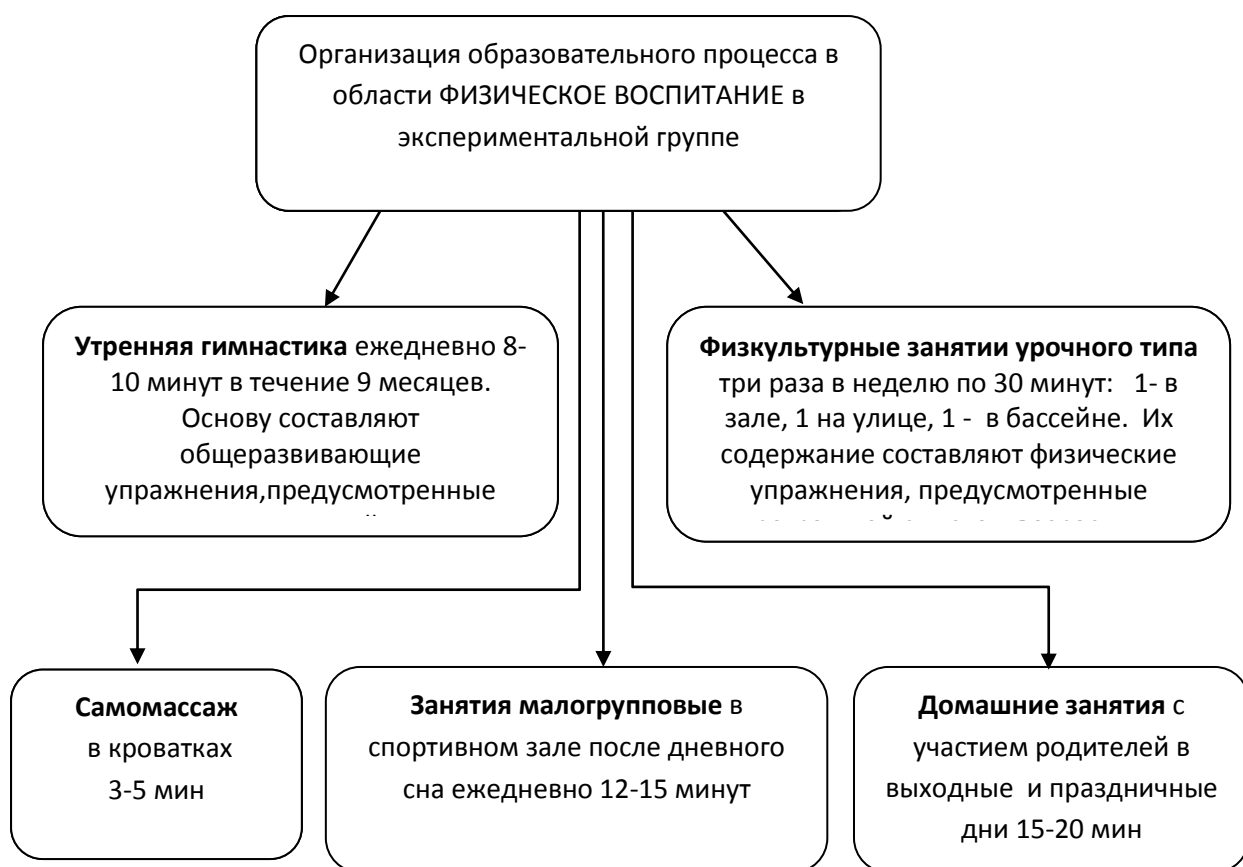 Организация образовательного процесса в
области ФИЗИЧЕСКОЕ ВОСПИТАНИЕ в
экспериментальной группе
Утренняя гимнастика ежедневно 8-
10 минут в течение 9 месяцев.
Основу составляют
общеразвивающие
упражнения,предусмотренные
Физкультурные занятии урочного типа
три раза в неделю по 30 минут: 1- в
зале, 1 на улице, 1 - в бассейне. Их
содержание составляют физические
упражнения, предусмотренные
Самомассаж
в кроватках
3-5 мин
Занятия малогрупповые в
спортивном зале после дневного
сна ежедневно 12-15 минут
Домашние занятия с
участием родителей в
выходные и праздничные
дни 15-20 мин